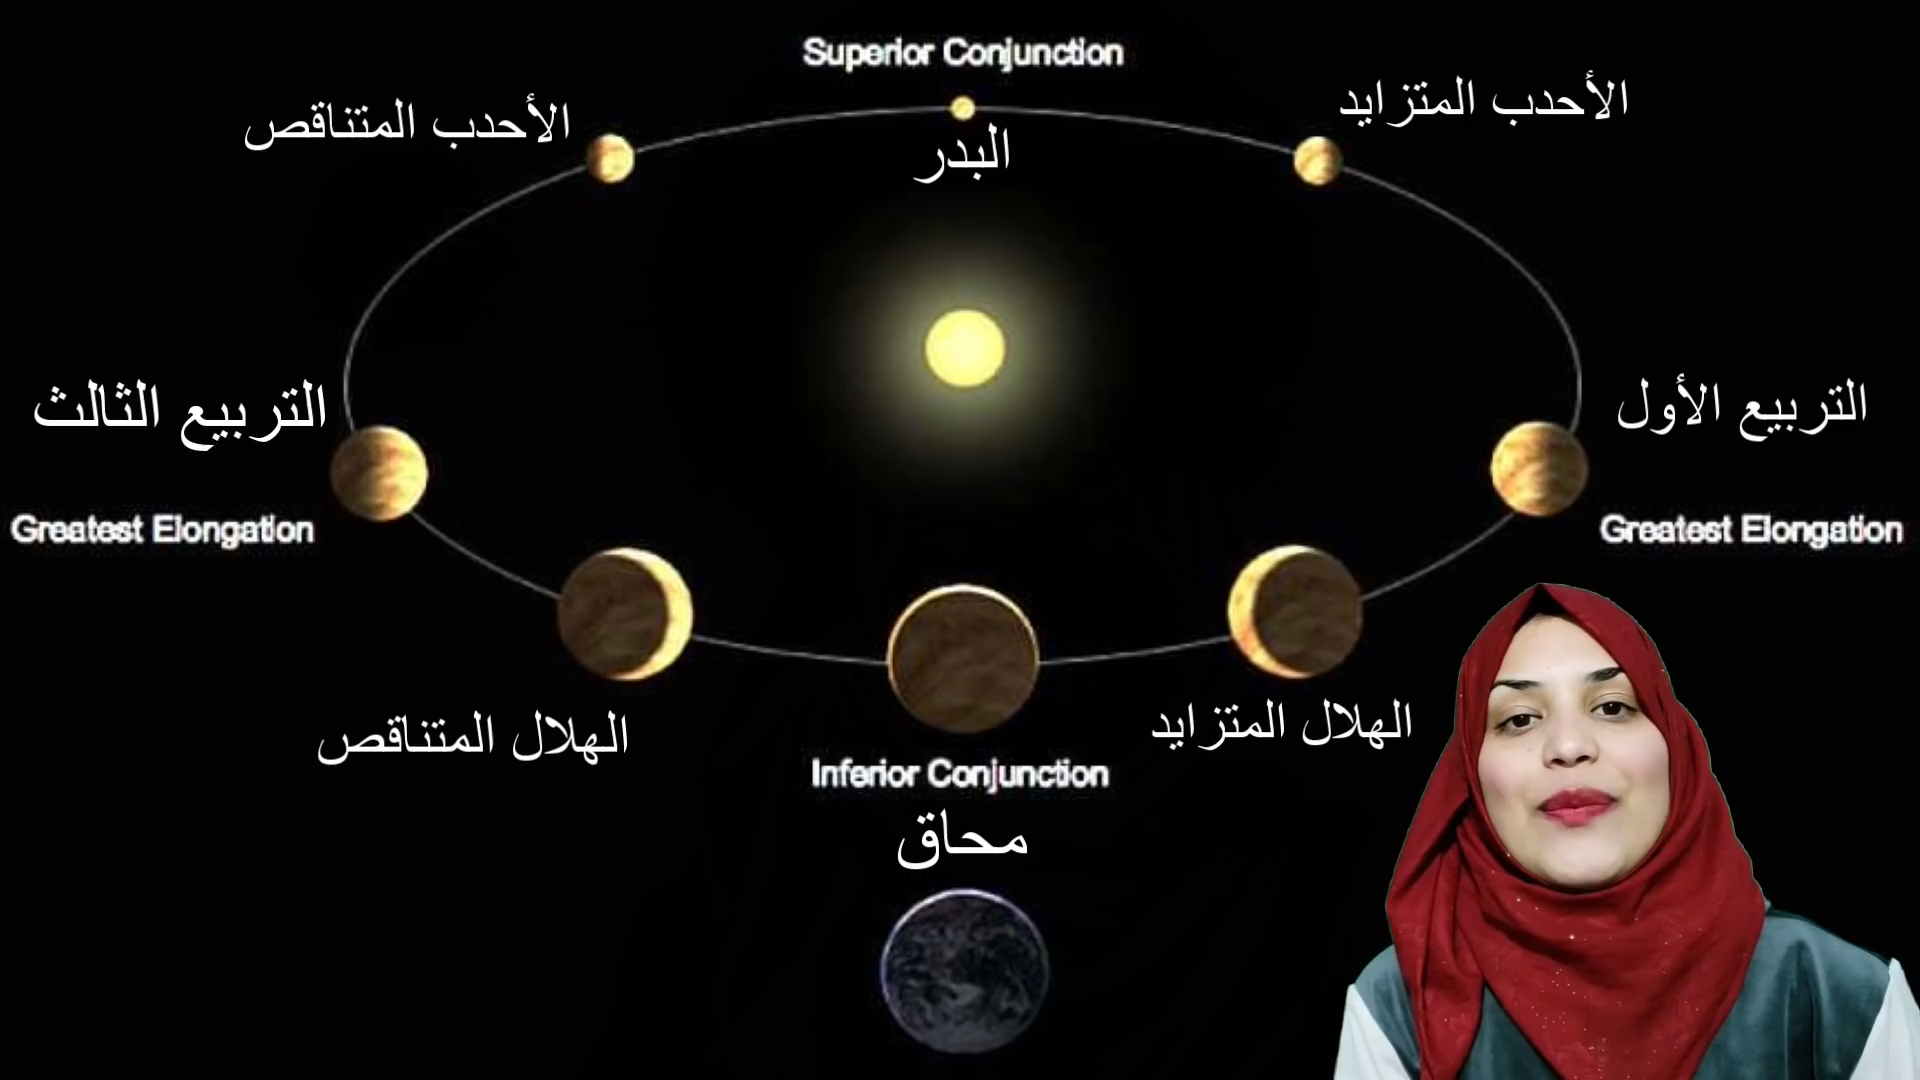 Superior Conjunction
الأحدب المتزايد
الأحدب المتناقص
البدر
التربيع الأول
التربيع الثالث
Greatest Elongation
Greatest Elongation
الهلال المتزايد
الهلال المتناقص
Inferior Conjunction
محاق